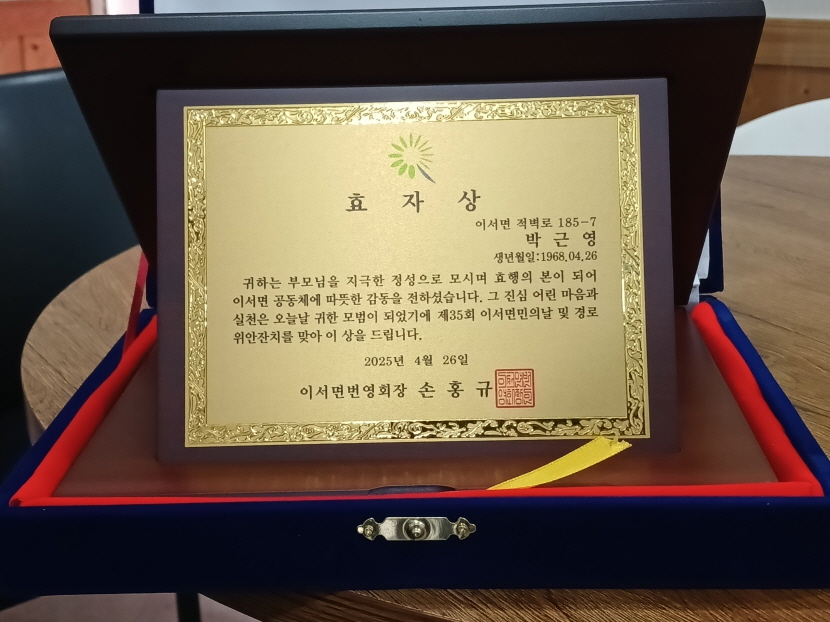 효 자 상
이서면 적벽로 185-7
박 근 영
생년월일:1968.04.26
귀하는 부모님을 지극한 정성으로 모시며 효행의 본이 되어
이서면 공동체에 따뜻한 감동을 전하셨습니다. 그 진심 어린 마음과
실천은 오늘날 귀한 모범이 되었기에 제35회 이서면민의날 및 경로
위안잔치를 맞아 이 상을 드립니다.
2025년 4월 26일
이서면번영회장 손 홍 규